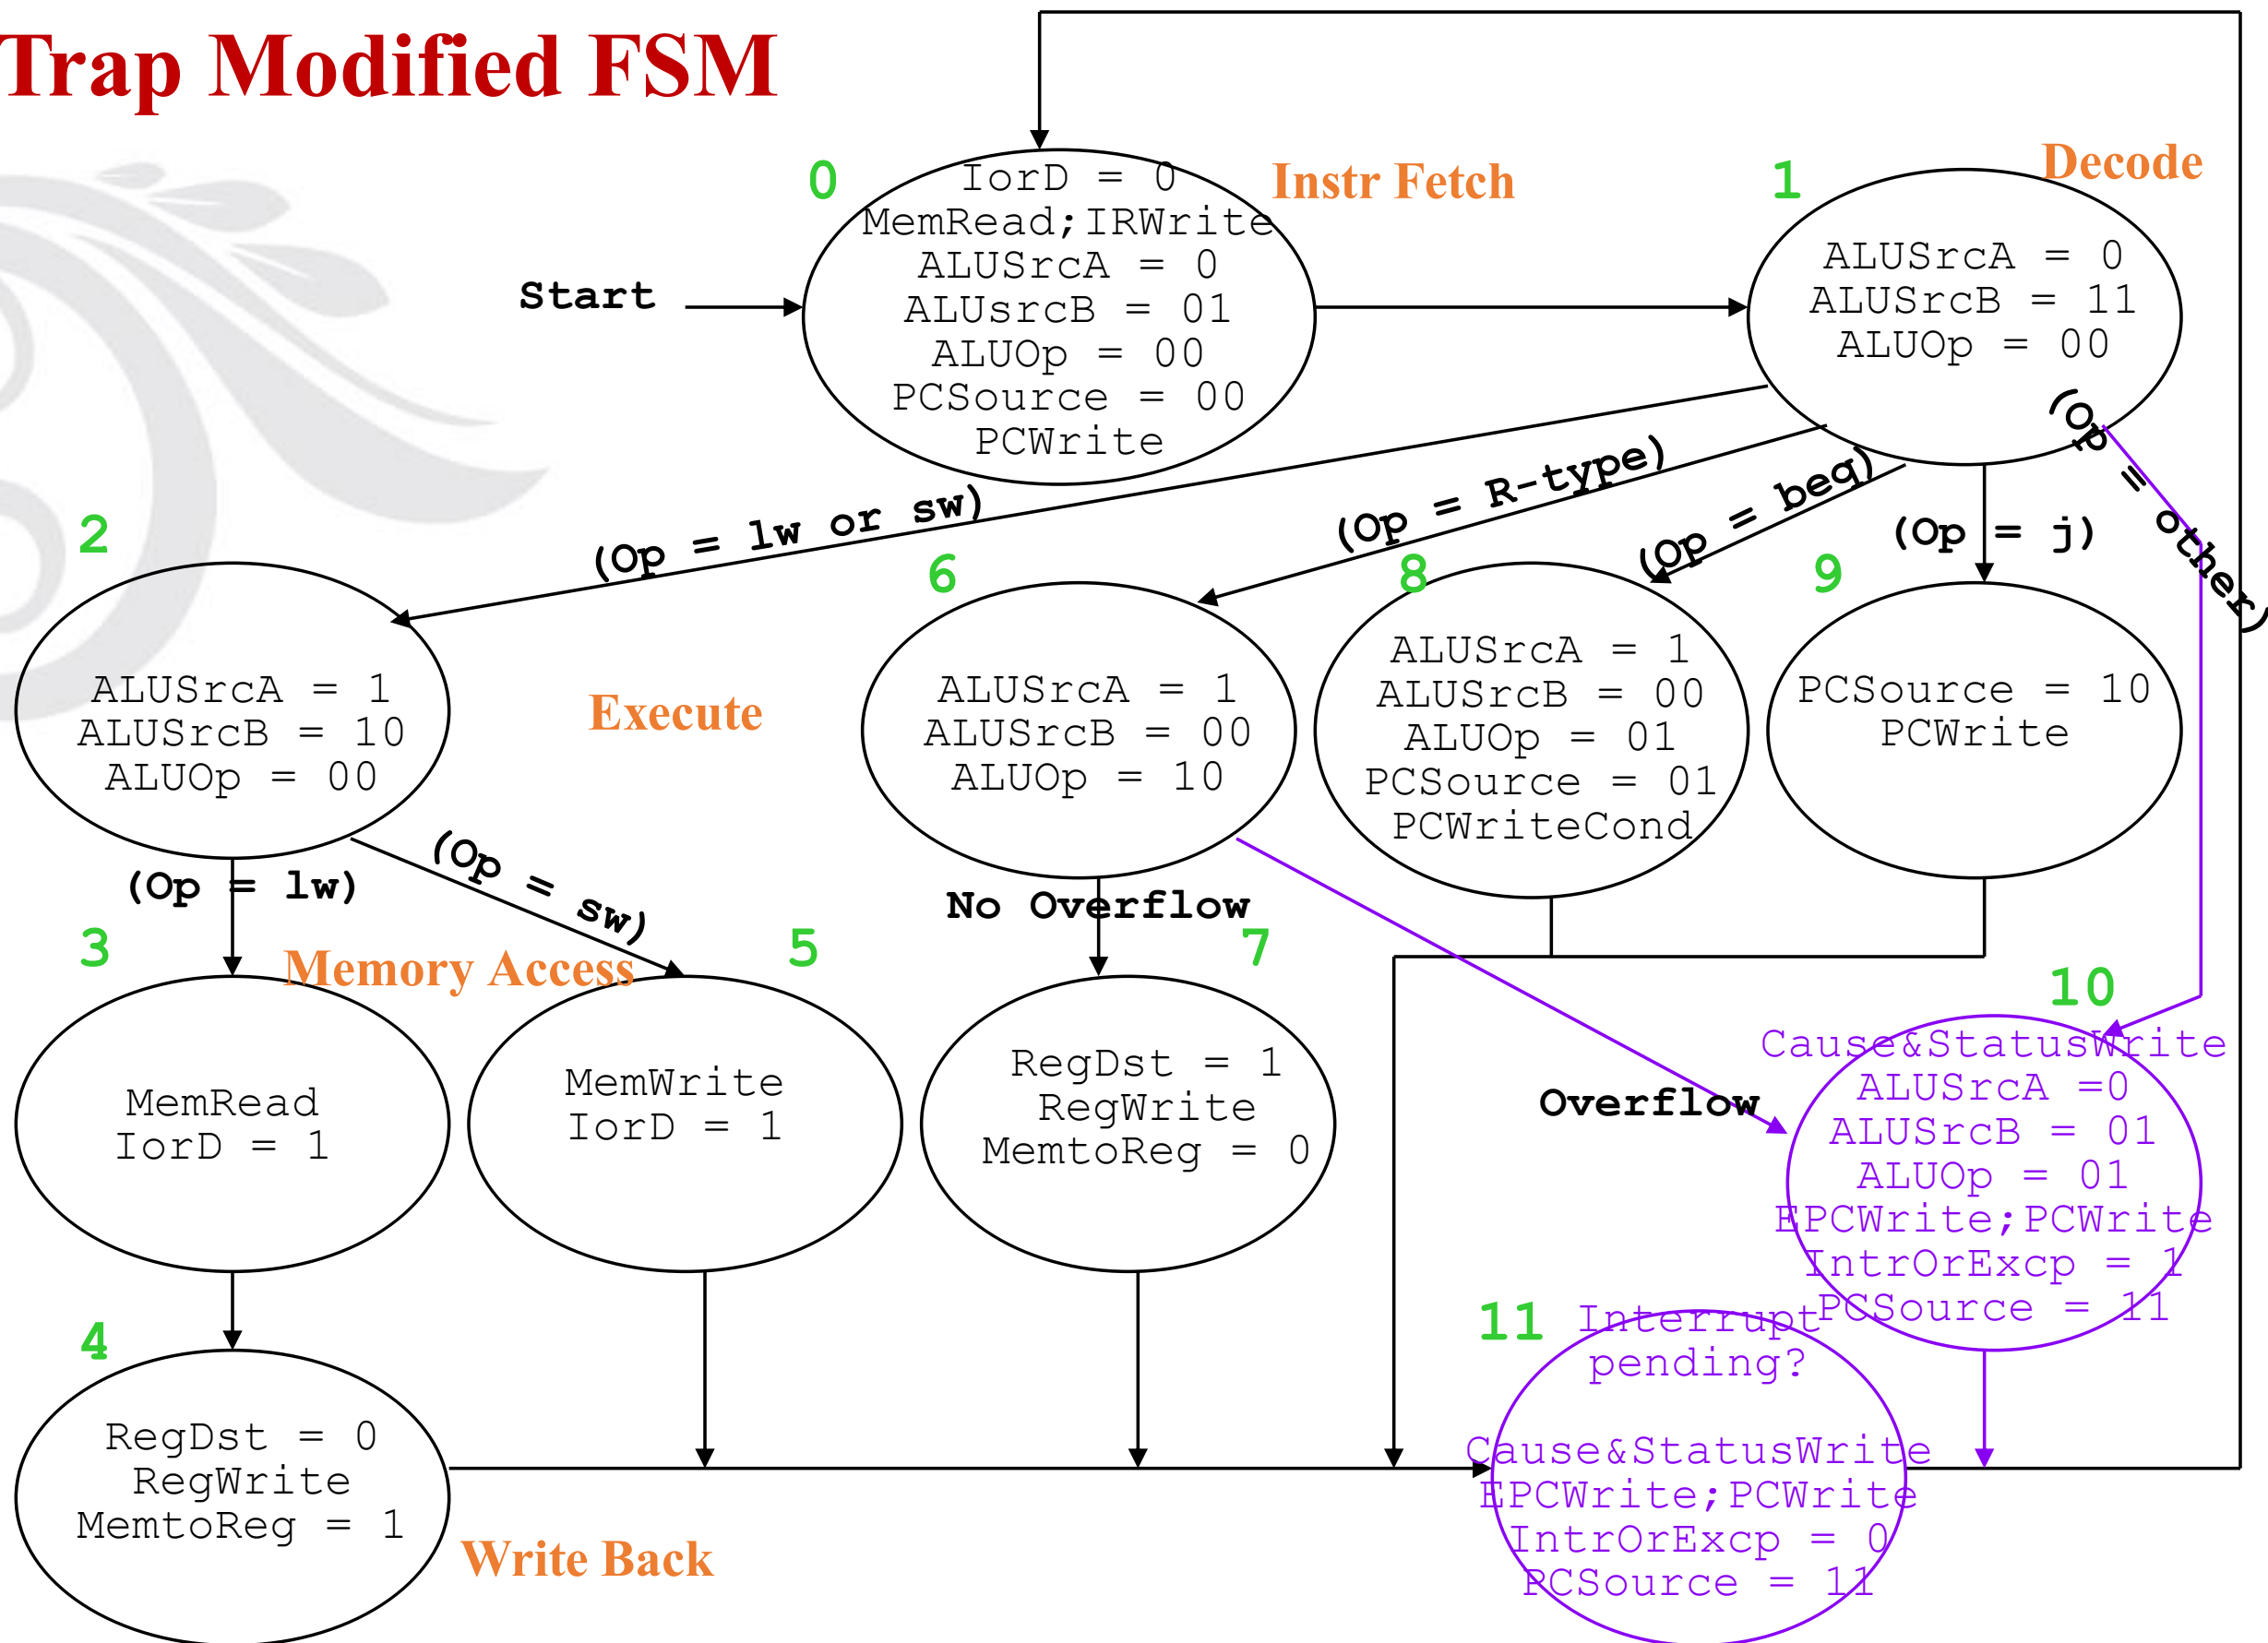 Trap Modified FSM
0
IorD = 0
MemRead;IRWrite
ALUSrcA = 0
ALUsrcB = 01
ALUOp = 00
PCSource = 00
PCWrite
Instr Fetch
1
Decode
ALUSrcA = 0
ALUSrcB = 11
ALUOp = 00
Start
(Op = lw or sw)
(Op = R-type)
(Op = beq)
(Op = j)
(Op = other)
2
ALUSrcA = 1
ALUSrcB = 10
ALUOp = 00
Execute
6
ALUSrcA = 1
ALUSrcB = 00
ALUOp = 10
8
ALUSrcA = 1
ALUSrcB = 00
ALUOp = 01
PCSource = 01
PCWriteCond
9
PCSource = 10
PCWrite
(Op = lw)
(Op = sw)
No Overflow
Overflow
3
Memory Access
MemRead
IorD = 1
5
MemWrite
IorD = 1
7
RegDst = 1
RegWrite
MemtoReg = 0
10
Cause&StatusWrite
ALUSrcA =0
ALUSrcB = 01
ALUOp = 01
EPCWrite;PCWrite
IntrOrExcp = 1
PCSource = 11
4
RegDst = 0
RegWrite
MemtoReg = 1
Write Back
11
Interrupt
pending?
Cause&StatusWrite
EPCWrite;PCWrite
IntrOrExcp = 0
PCSource = 11